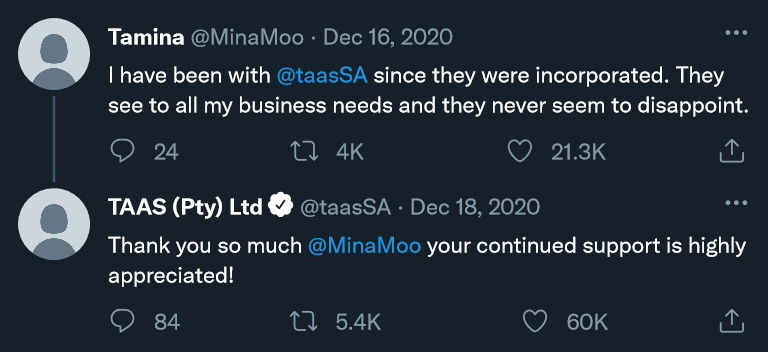 Tamina @MinaMoo · Dec 16, 2020
I have been with @taasSA since they were incorporated. They
see to all my business needs and they never seem to disappoint.
24 4K 21.3K
TAAS (Pty) Ltd @taasSA · Dec 18, 2020
Thank you so much @MinaMoo your continued support is highly
appreciated!
84 5.4K 60K